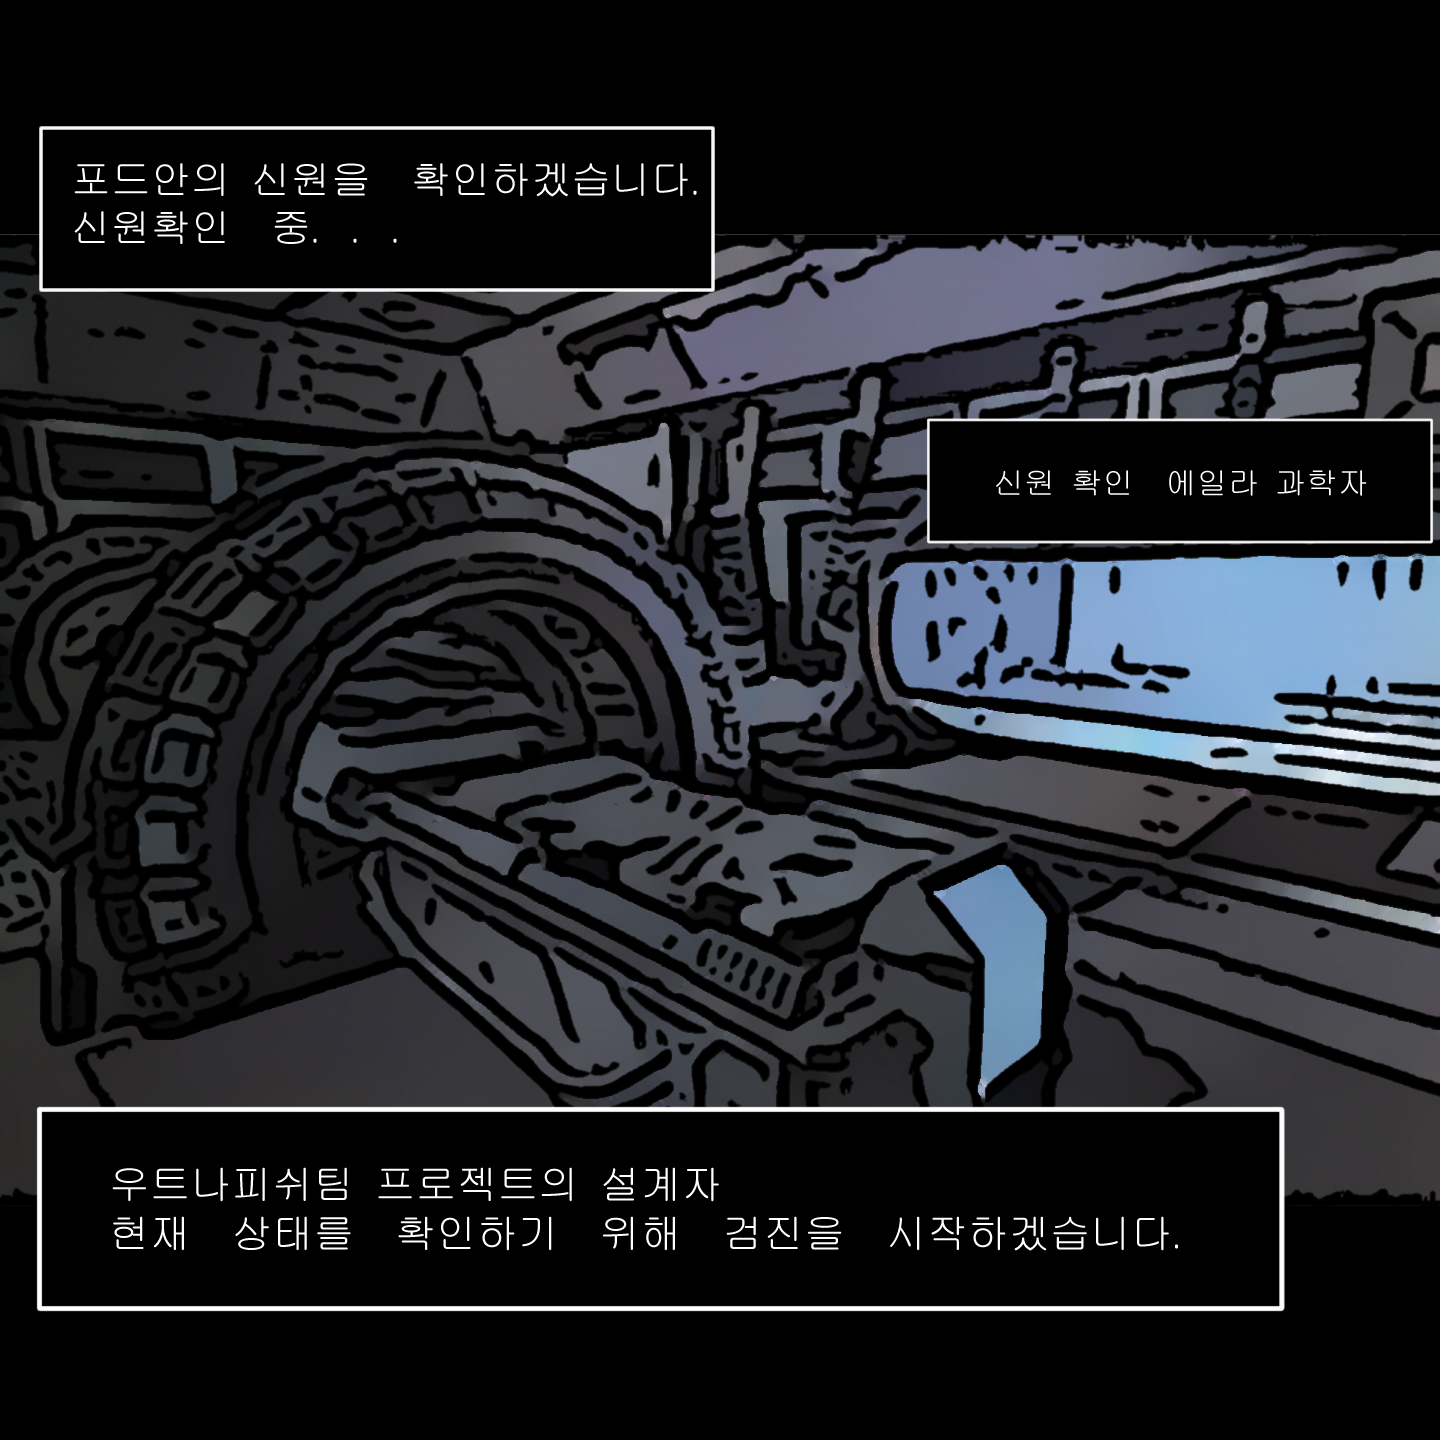 포드안의 신원을 확인하겠습니다.
신원확인 중. . .
신원 확인 에일라 과학자
우트나피쉬팀 프로젝트의 설계자
현재 상태를 확인하기 위해 검진을 시작하겠습니다.